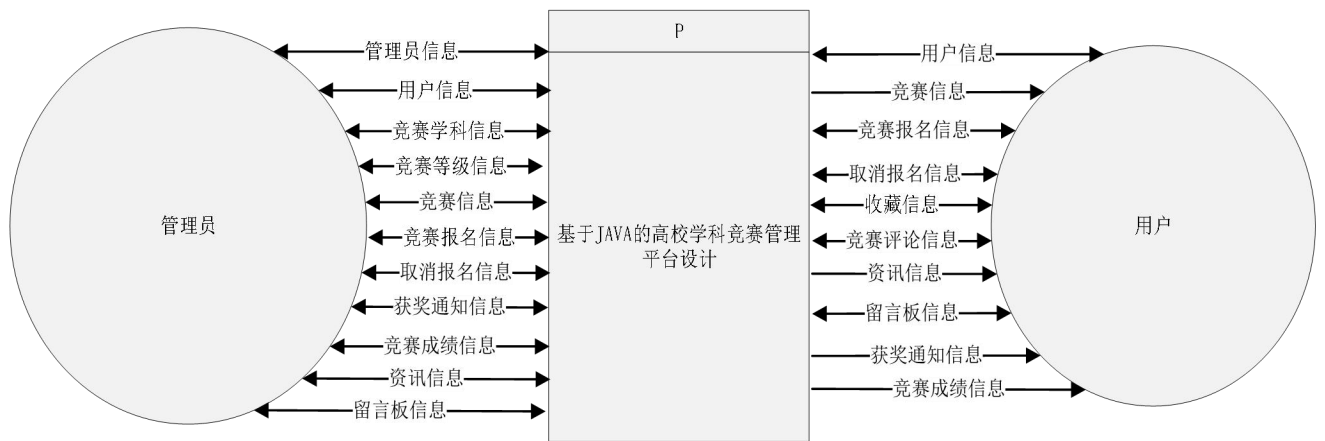 P
管理员信息
用户信息
竞赛学科信息
竞赛等级信息
竞赛信息
竞赛报名信息
取消报名信息
获奖通知信息
竞赛成绩信息
资讯信息
留言板信息
管理员
基于JAVA的高校学科竞赛管理
平台设计
用户信息
竞赛信息
竞赛报名信息
取消报名信息
收藏信息
竞赛评论信息
资讯信息
留言板信息
获奖通知信息
竞赛成绩信息
用户